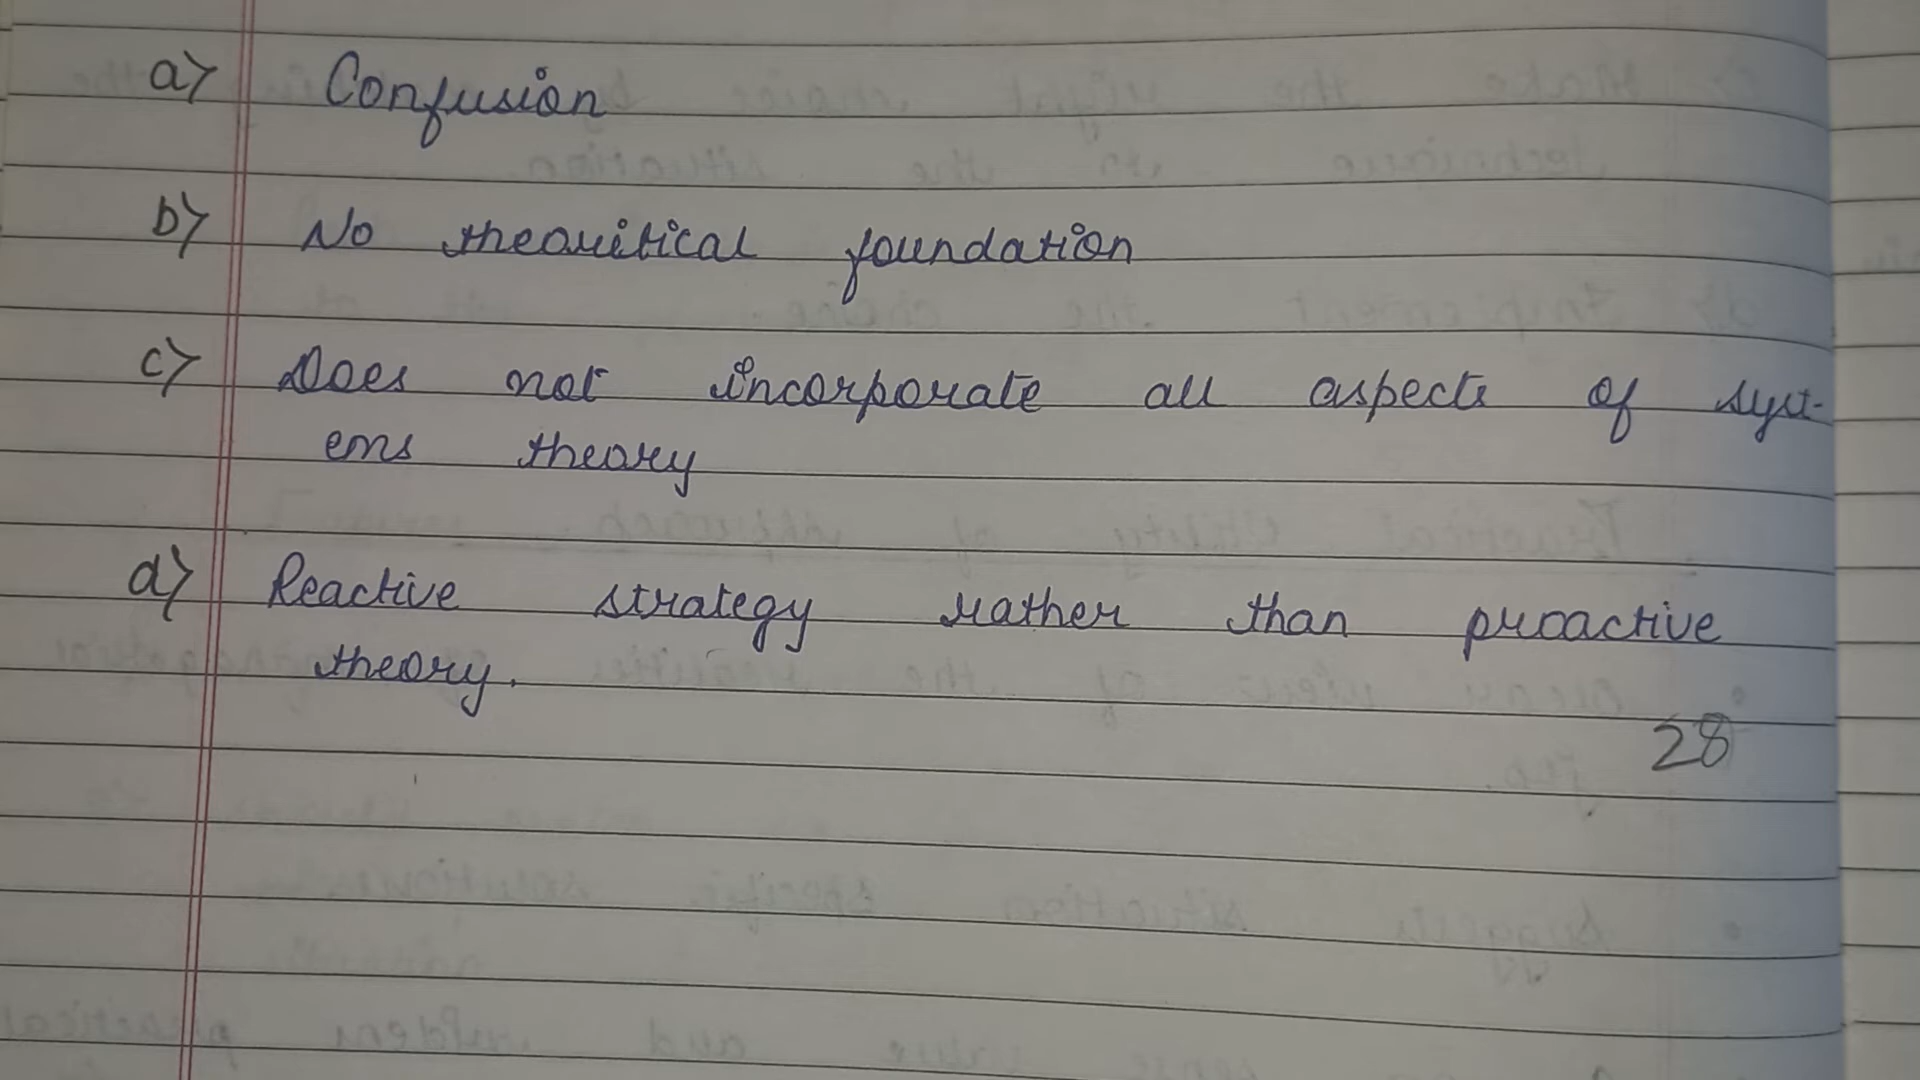 a) Confusion
b) No theoritical foundation
c) Does not incorporate all aspects of syst-
ems theory
d) Reactive strategy rather than proactive
theory.
28